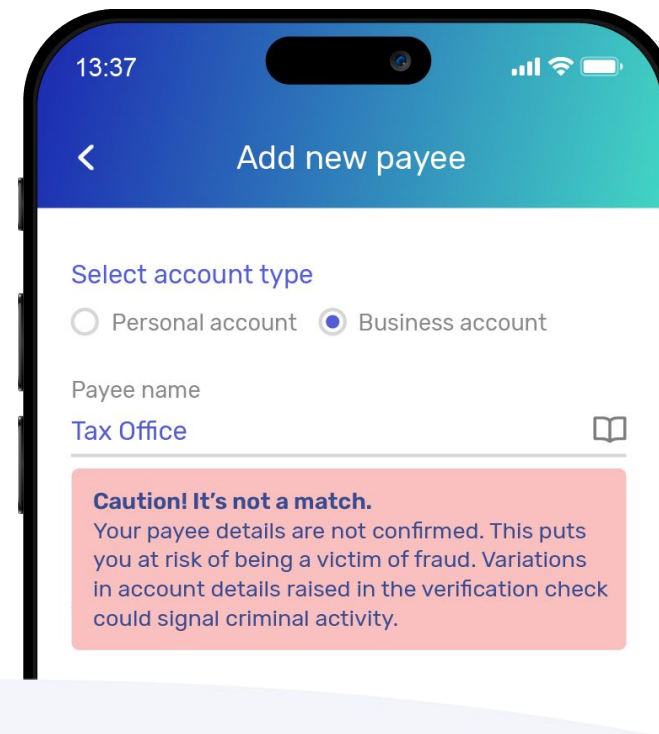 13:37
Add new payee
Select account type
Personal account Business account
Payee name
Tax Office
Caution! It’s not a match.
Your payee details are not confirmed. This puts
you at risk of being a victim of fraud. Variations
in account details raised in the verification check
could signal criminal activity.